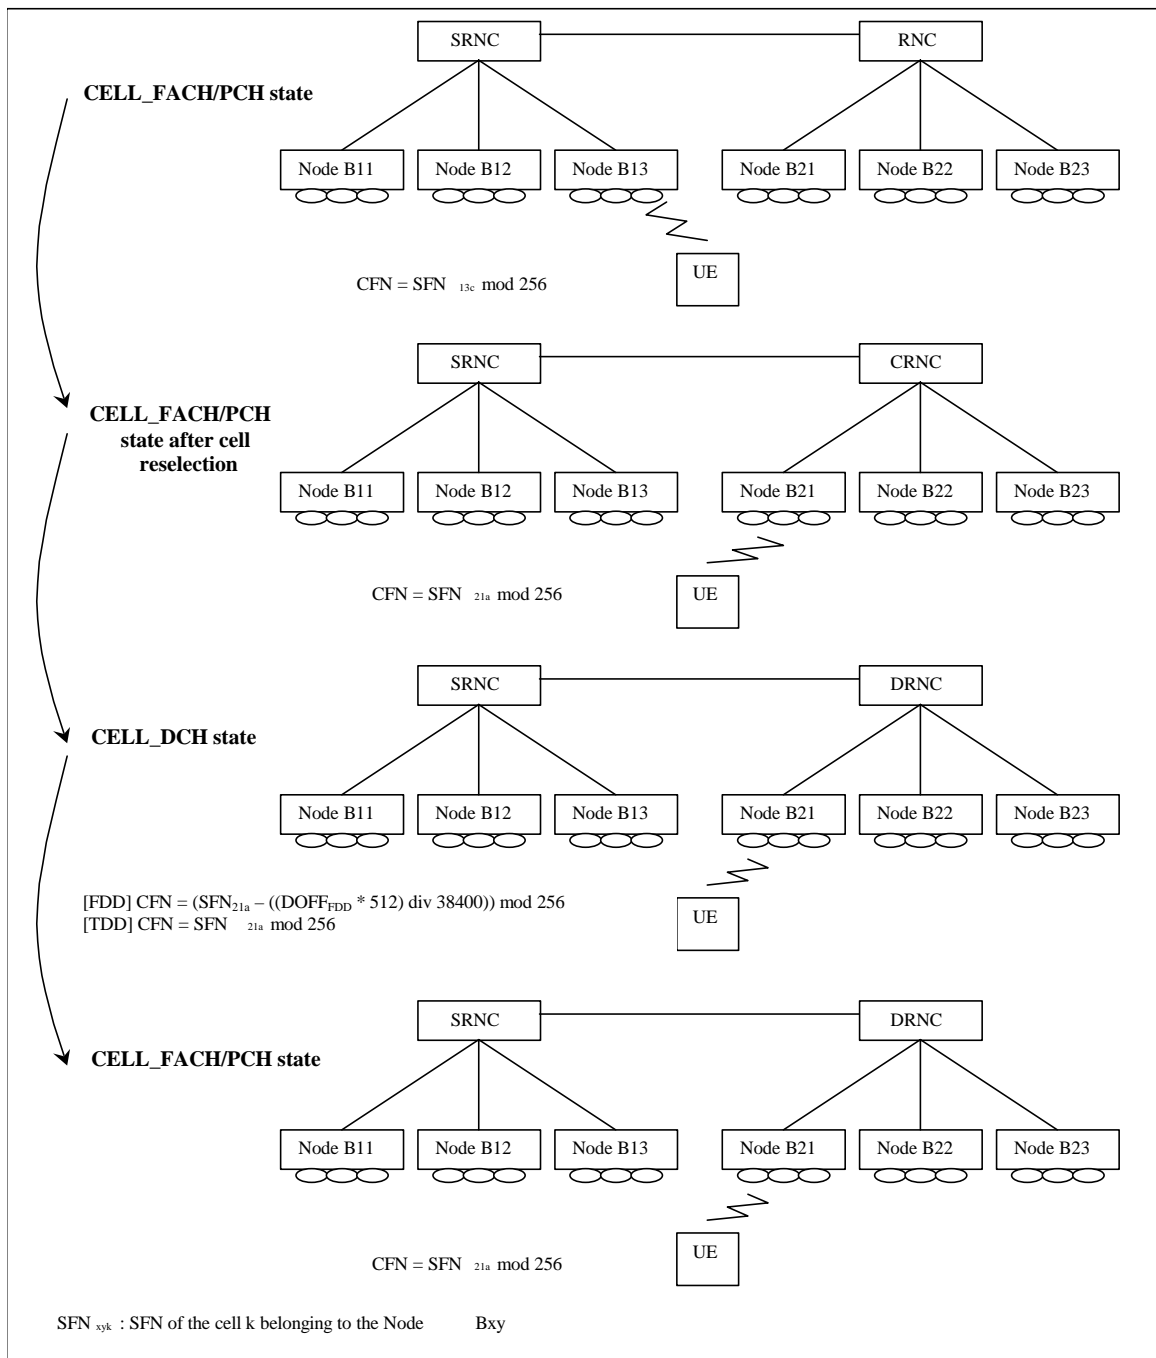 SRNC RNC
CELL_FACH/PCH state
Node B11 Node B12 Node B13 Node B21 Node B22 Node B23
UE
CFN = SFN 13c mod 256
SRNC CRNC
CELL_FACH/PCH
state after cell
reselection
Node B11 Node B12 Node B13 Node B21 Node B22 Node B23
UE
CFN = SFN 21a mod 256
SRNC DRNC
CELL_DCH state
Node B11 Node B12 Node B13 Node B21 Node B22 Node B23
[FDD] CFN = (SFN21a – ((DOFFFDD * 512) div 38400)) mod 256
UE
[TDD] CFN = SFN 21a mod 256
SRNC DRNC
CELL_FACH/PCH state
Node B11 Node B12 Node B13 Node B21 Node B22 Node B23
UE
CFN = SFN 21a mod 256
SFN xyk : SFN of the cell k belonging to the Node Bxy